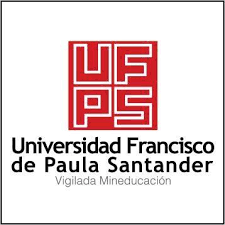 UF
PS
Universidad Francisco
de Paula Santander
Vigilada Mineducación